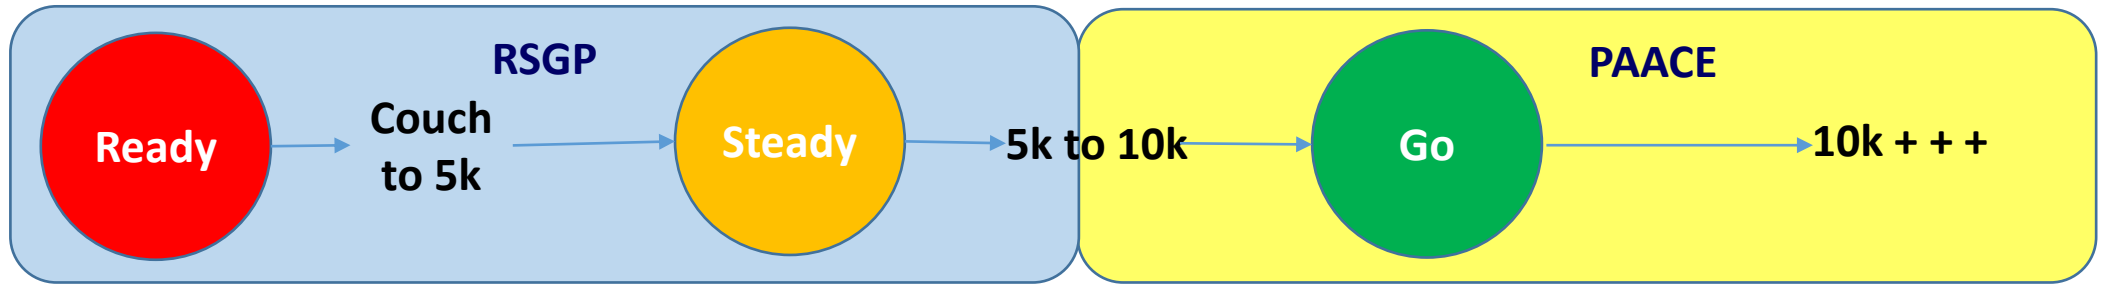 RSGP
PAACE
Ready
Couch
to 5k
Steady
5k to 10k
Go
10k + + +